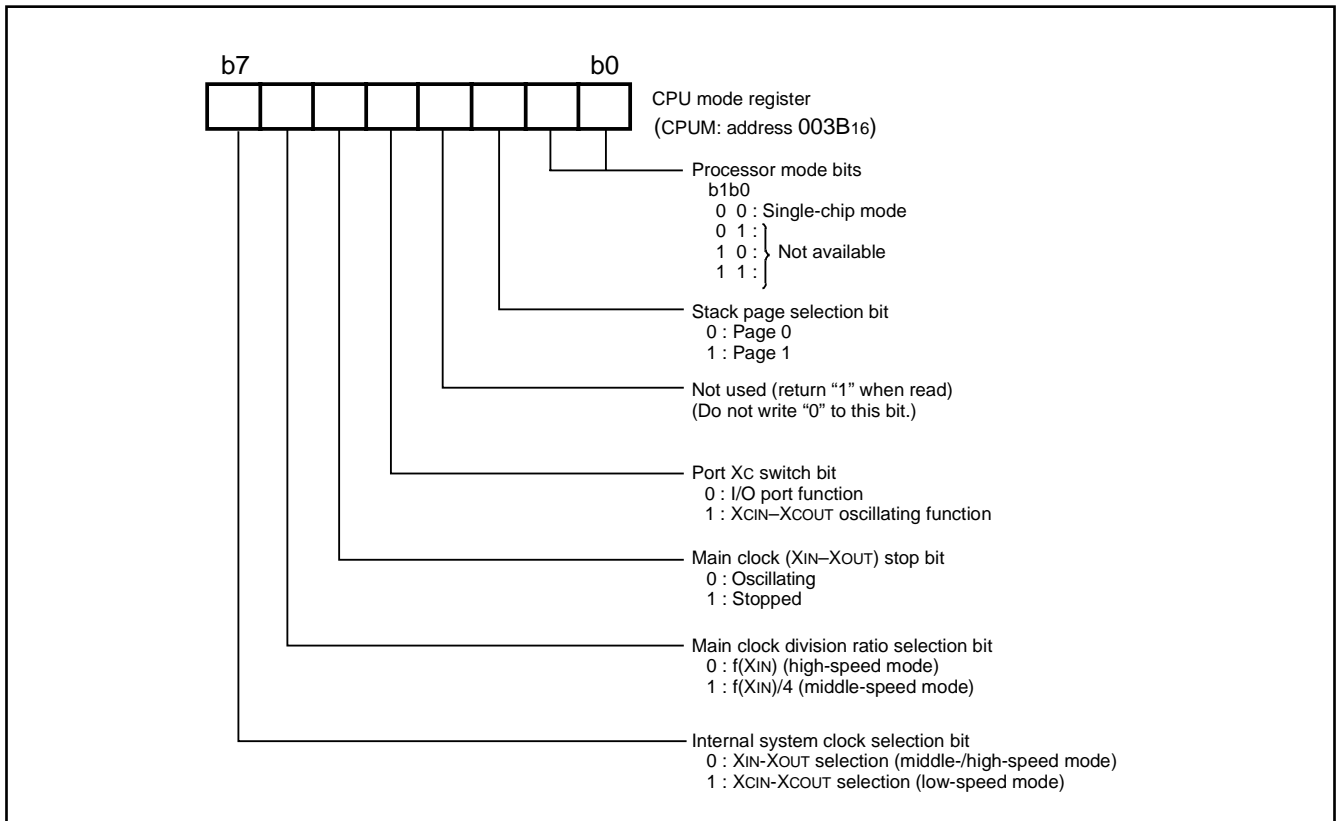 b7 b0
CPU mode register
(CPUM: address 003B16)
Processor mode bits
b1b0
0 0 : Single-chip mode
0 1 :
1 0 : Not available
1 1 :
Stack page selection bit
0 : Page 0
1 : Page 1
Not used (return “1” when read)
(Do not write “0” to this bit.)
Port XC switch bit
0 : I/O port function
1 : XCIN–XCOUT oscillating function
Main clock (XIN–XOUT) stop bit
0 : Oscillating
1 : Stopped
Main clock division ratio selection bit
0 : f(XIN) (high-speed mode)
1 : f(XIN)/4 (middle-speed mode)
Internal system clock selection bit
0 : XIN-XOUT selection (middle-/high-speed mode)
1 : XCIN-XCOUT selection (low-speed mode)